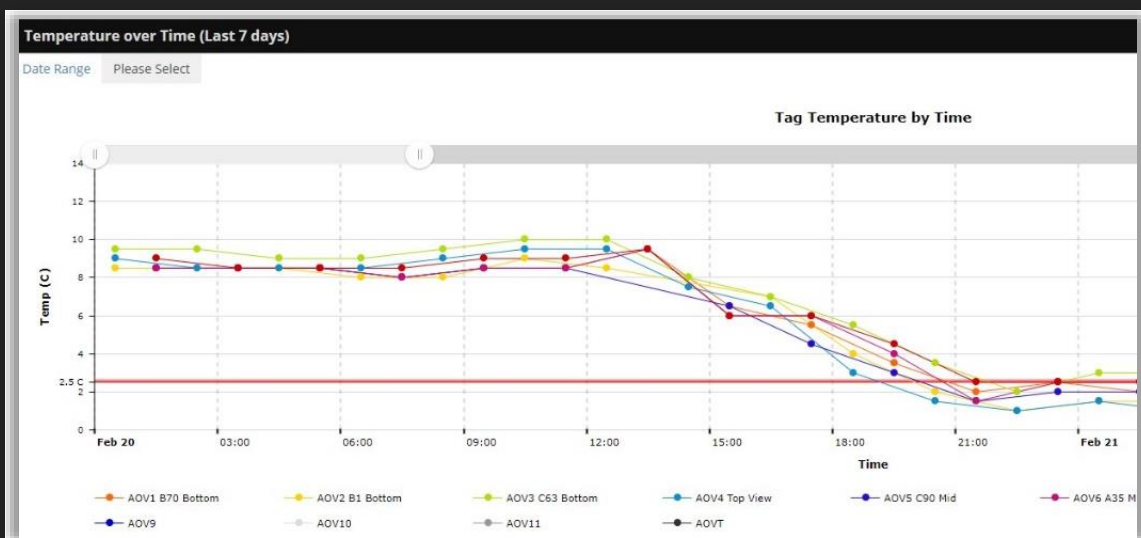 Temperature over Time (Last 7 days)
Date Range Please Select
Tag Temperature by Time
14
12
10
8
6
4
2.5 C
2
0
Temp (C)
Feb 20 03:00 06:00 09:00 12:00 15:00 18:00 21:00 Feb 21
Time
AOV1 B70 Bottom AOV2 B1 Bottom AOV3 C63 Bottom AOV4 Top View AOV5 C90 Mid AOV6 A35 M
AOV9 AOV10 AOV11 AOVT